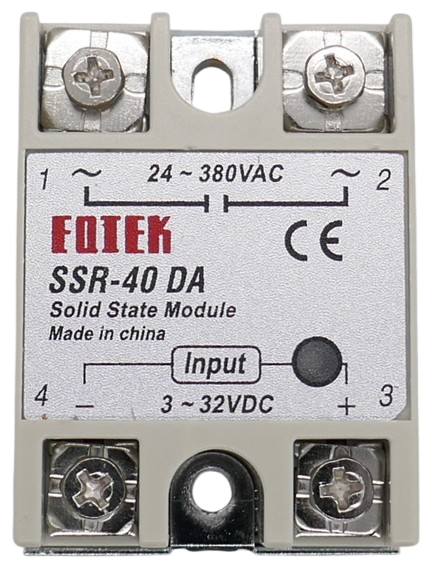 1 ~ 24 ~ 380VAC ~ 2
FOTEK CE
SSR-40 DA
Solid State Module
Made in china
Input
4 − 3 ~ 32VDC + 3